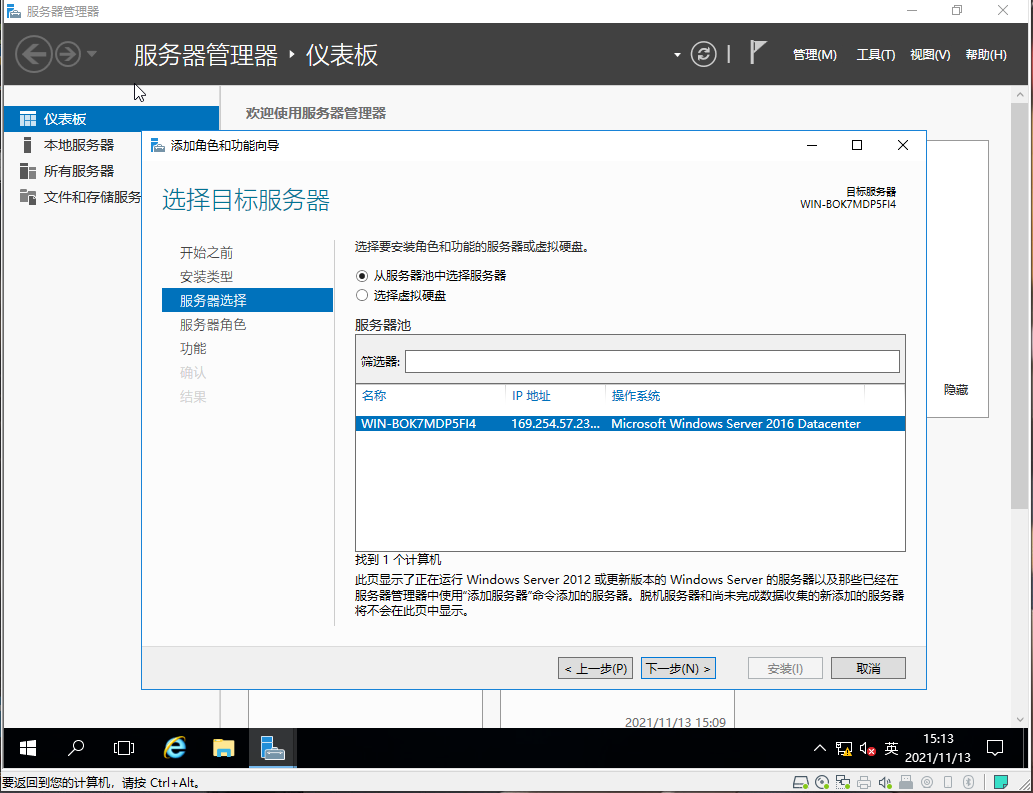 服务器管理器
服务器管理器 · 仪表板
管理(M) 工具(T) 视图(V) 帮助(H)
仪表板
本地服务器
所有服务器
文件和存储服务
欢迎使用服务器管理器
添加角色和功能向导
选择目标服务器
目标服务器
WIN-BOK7MDP5FI4
开始之前
安装类型
服务器选择
服务器角色
功能
确认
结果
选择要安装角色和功能的服务器或虚拟硬盘。
从服务器池中选择服务器
选择虚拟硬盘
服务器池
筛选器:
名称 IP 地址 操作系统
WIN-BOK7MDP5FI4 169.254.57.23... Microsoft Windows Server 2016 Datacenter
找到 1 个计算机
此页显示了正在运行 Windows Server 2012 或更新版本的 Windows Server 的服务器以及那些已经在
服务器管理器中使用"添加服务器"命令添加的服务器。脱机服务器和尚未完成数据收集的新添加的服务器
将不会在此页中显示。
< 上一步(P) 下一步(N) > 安装(I) 取消
隐藏
2021/11/13 15:09
英
15:13
2021/11/13
要返回到您的计算机，请按 Ctrl+Alt。